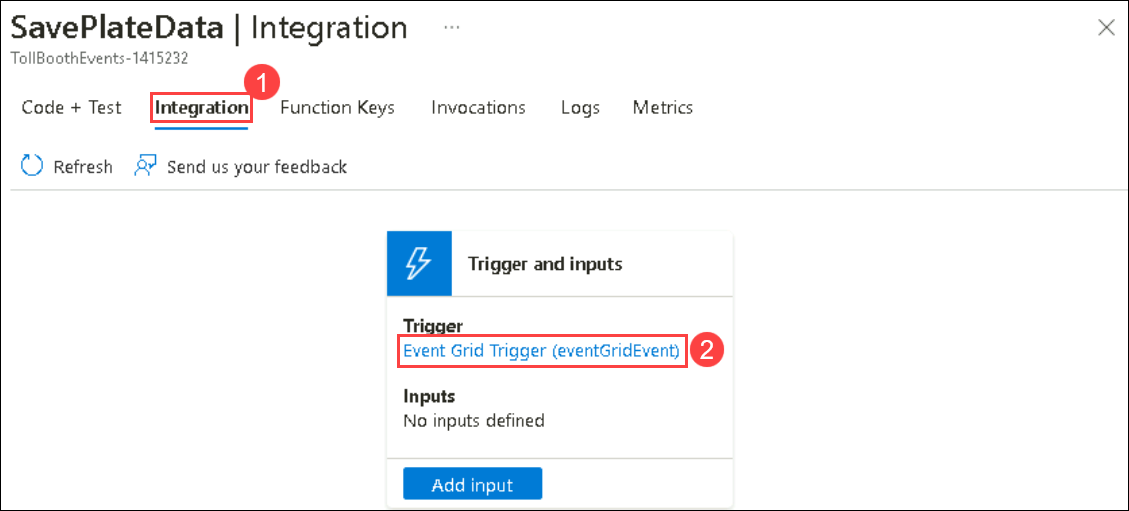 SavePlateData | Integration ...
TollBoothEvents-1415232
1
Code + Test Integration Function Keys Invocations Logs Metrics
Refresh Send us your feedback
Trigger and inputs
Trigger
Event Grid Trigger (eventGridEvent) 2
Inputs
No inputs defined
Add input